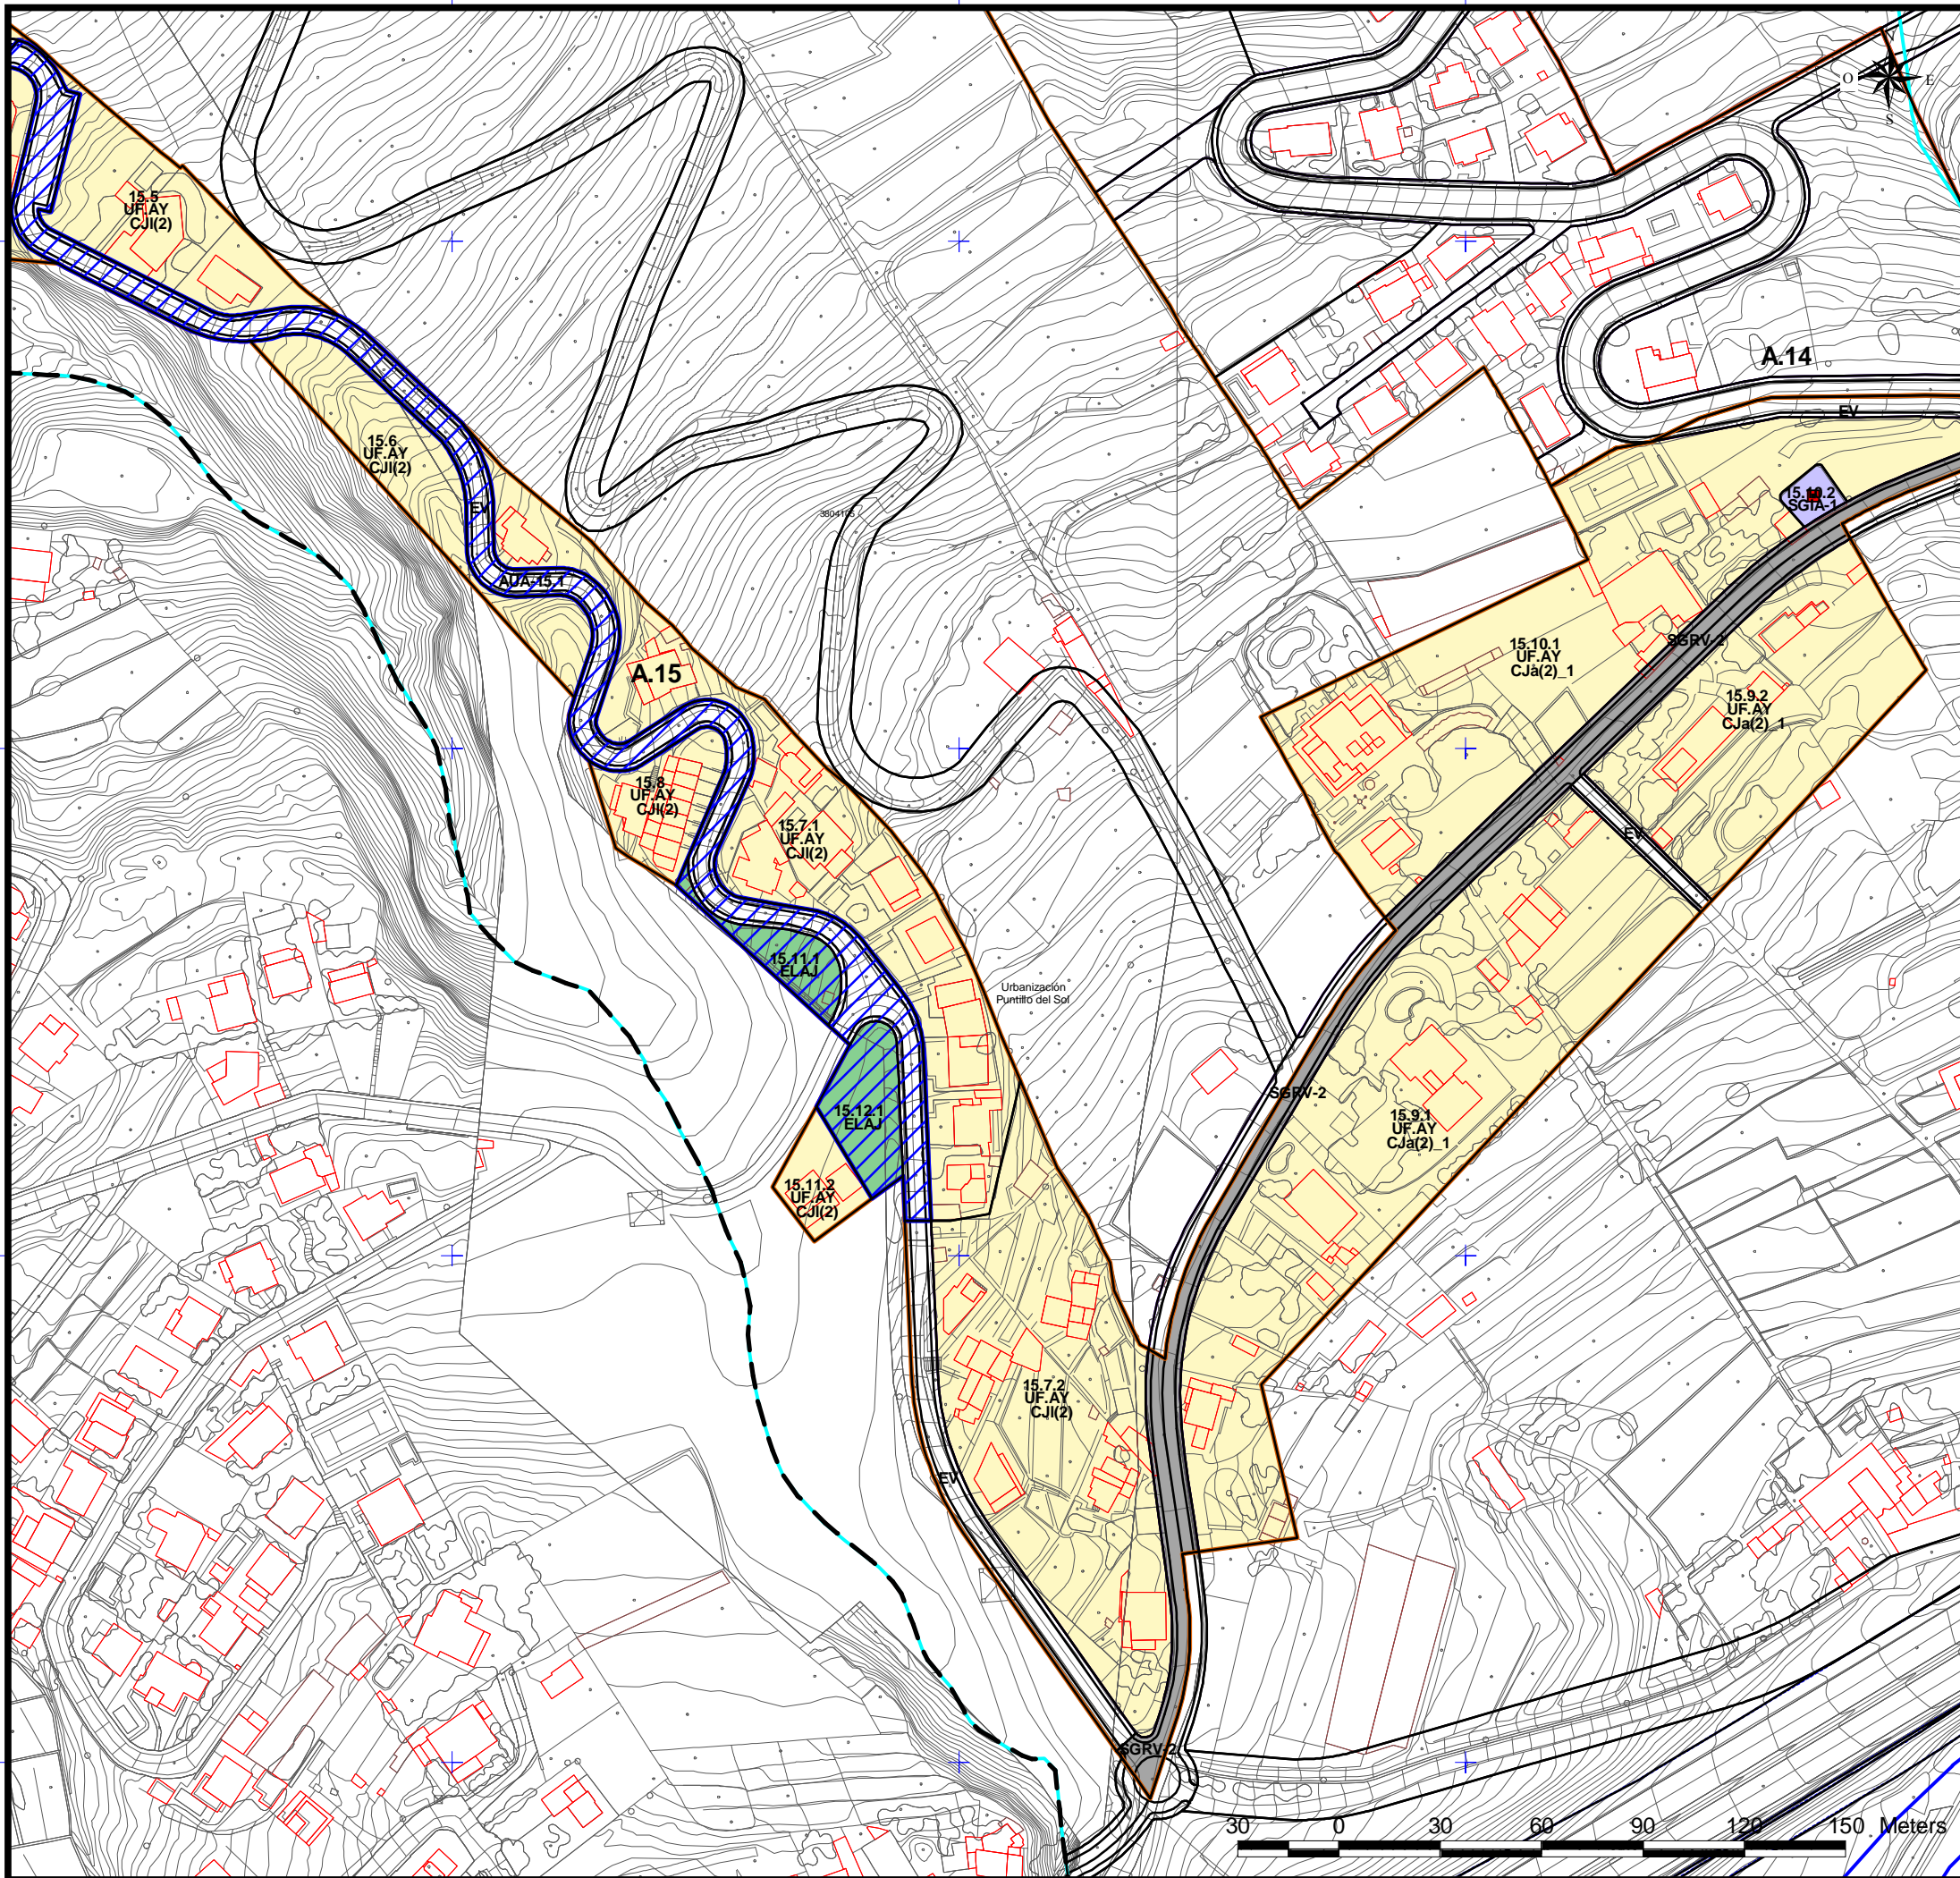 O
E
S
15.5
UF.AY
CJI(2)
A.14
EV
15.6
UF.AY
CJI(2)
EV
15.10.2
SGIA-1
AUA-15.1
A.15
15.10.1
UF.AY
CJa(2)_1
SGRV-2
15.9.2
UF.AY
CJa(2)_1
15.8
UF.AY
CJI(2)
15.7.1
UF.AY
CJI(2)
EV
15.11.1
ELAJ
Urbanización
Puntillo del Sol
15.12.1
ELAJ
SGRV-2
15.9.1
UF.AY
CJa(2)_1
15.11.2
UF.AY
CJI(2)
15.7.2
UF.AY
CJI(2)
EV
SGRV-2
30 0 30 60 90 120 150 Meters